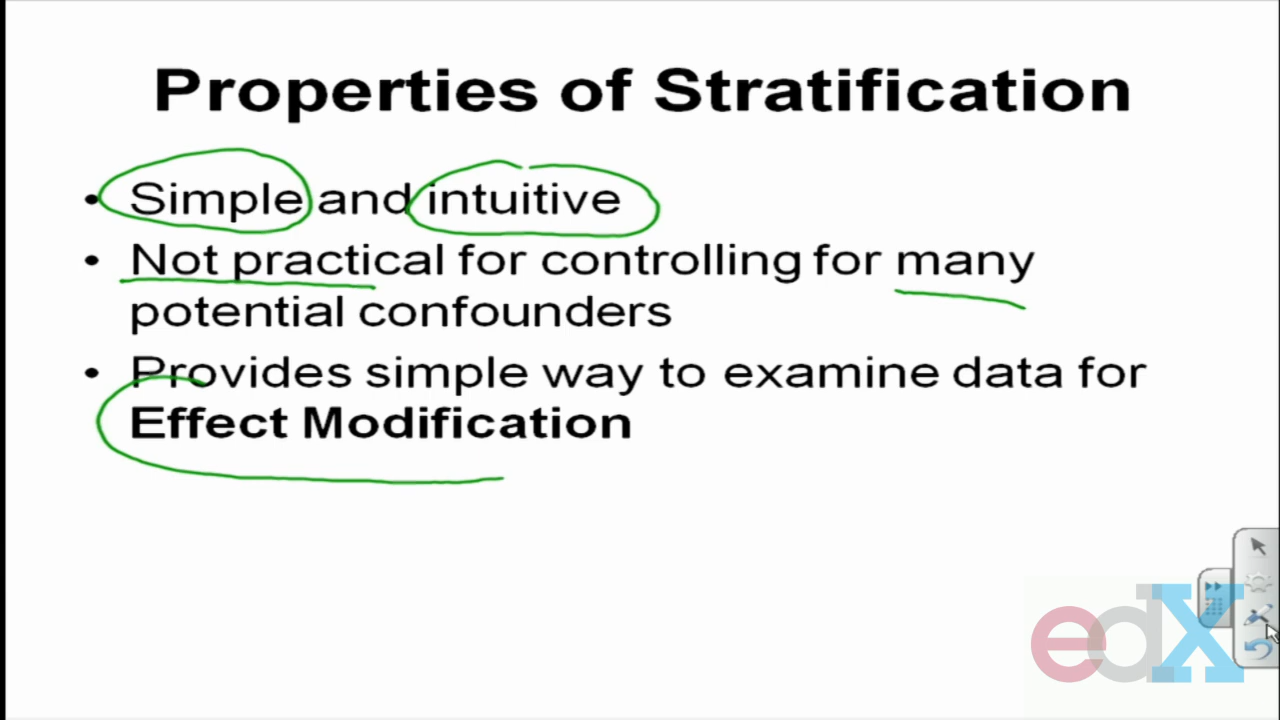 Properties of Stratification
• Simple and intuitive
• Not practical for controlling for many
potential confounders
• Provides simple way to examine data for
Effect Modification
edX